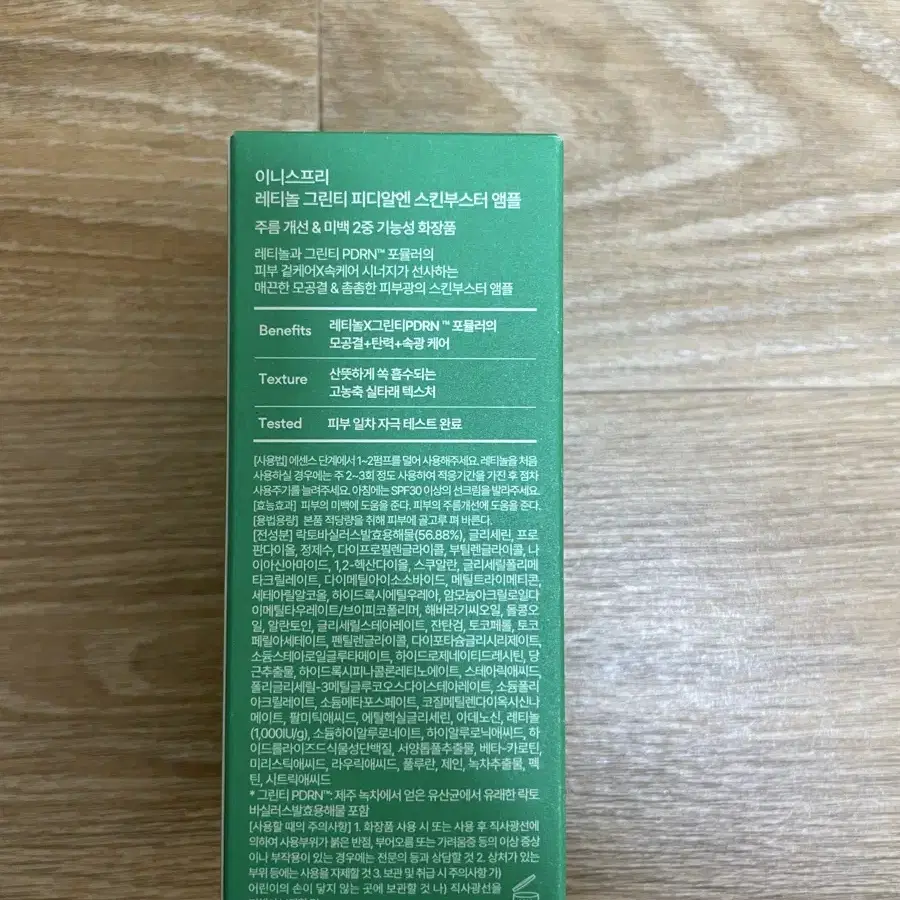 이니스프리
레티놀 그린티 피디알엔 스킨부스터 앰플
주름 개선 & 미백 2중 기능성 화장품
레티놀과 그린티 PDRN™ 포뮬러의
피부 겉케어X속케어 시너지가 선사하는
매끈한 모공결 & 촘촘한 피부광의 스킨부스터 앰플
Benefits 레티놀X그린티PDRN ™ 포뮬러의
모공결+탄력+속광 케어
Texture 산뜻하게 쏙 흡수되는
고농축 실타래 텍스처
Tested 피부 일차 자극 테스트 완료
[사용법] 에센스 단계에서 1~2펌프를 덜어 사용해주세요. 레티놀을 처음
사용하실 경우에는 주 2~3회 정도 사용하여 적응기간을 가진 후 점차
사용주기를 늘려주세요. 아침에는 SPF30 이상의 선크림을 발라주세요.
[효능효과] 피부의 미백에 도움을 준다. 피부의 주름개선에 도움을 준다.
[용법용량] 본품 적당량을 취해 피부에 골고루 펴 바른다.
[전성분] 락토바실러스발효용해물(56.88%), 글리세린, 프로
판다이올, 정제수, 다이프로필렌글라이콜, 부틸렌글라이콜, 나
이아신아마이드, 1,2-헥산다이올, 스쿠알란, 글리세릴폴리메
타크릴레이트, 다이메틸아이소소바이드, 메틸트라이메티콘,
세테아릴알코올, 하이드록시에틸우레아, 암모늄아크릴로일다
이메틸타우레이트/브이피코폴리머, 해바라기씨오일, 돌콩오
일, 알란토인, 글리세릴스테아레이트, 잔탄검, 토코페롤, 토코
페릴아세테이트, 펜틸렌글라이콜, 다이포타슘글리시리제이트,
소듐스테아로일글루타메이트, 하이드로제네이티드레시틴, 당
근추출물, 하이드록시피나콜론레티노에이트, 스테아릭애씨드,
폴리글리세릴-3메틸글루코오스다이스테아레이트, 소듐폴리
아크릴레이트, 소듐메타포스페이트, 코질메틸렌다이옥시신나
메이트, 팔미틱애씨드, 에틸헥실글리세린, 아데노신, 레티놀
(1,000IU/g), 소듐하이알루로네이트, 하이알루로닉애씨드, 하
이드롤라이즈드식물성단백질, 서양톱풀추출물, 베타-카로틴,
미리스틱애씨드, 라우릭애씨드, 풀루란, 제인, 녹차추출물, 펙
틴, 시트릭애씨드
* 그린티 PDRN™: 제주 녹차에서 얻은 유산균에서 유래한 락토
바실러스발효용해물 포함
[사용할 때의 주의사항] 1. 화장품 사용 시 또는 사용 후 직사광선에
의하여 사용부위가 붉은 반점, 부어오름 또는 가려움증 등의 이상 증상
이나 부작용이 있는 경우에는 전문의 등과 상담할 것 2. 상처가 있는
부위 등에는 사용을 자제할 것 3. 보관 및 취급 시 주의사항 가)
어린이의 손이 닿지 않는 곳에 보관할 것 나) 직사광선을